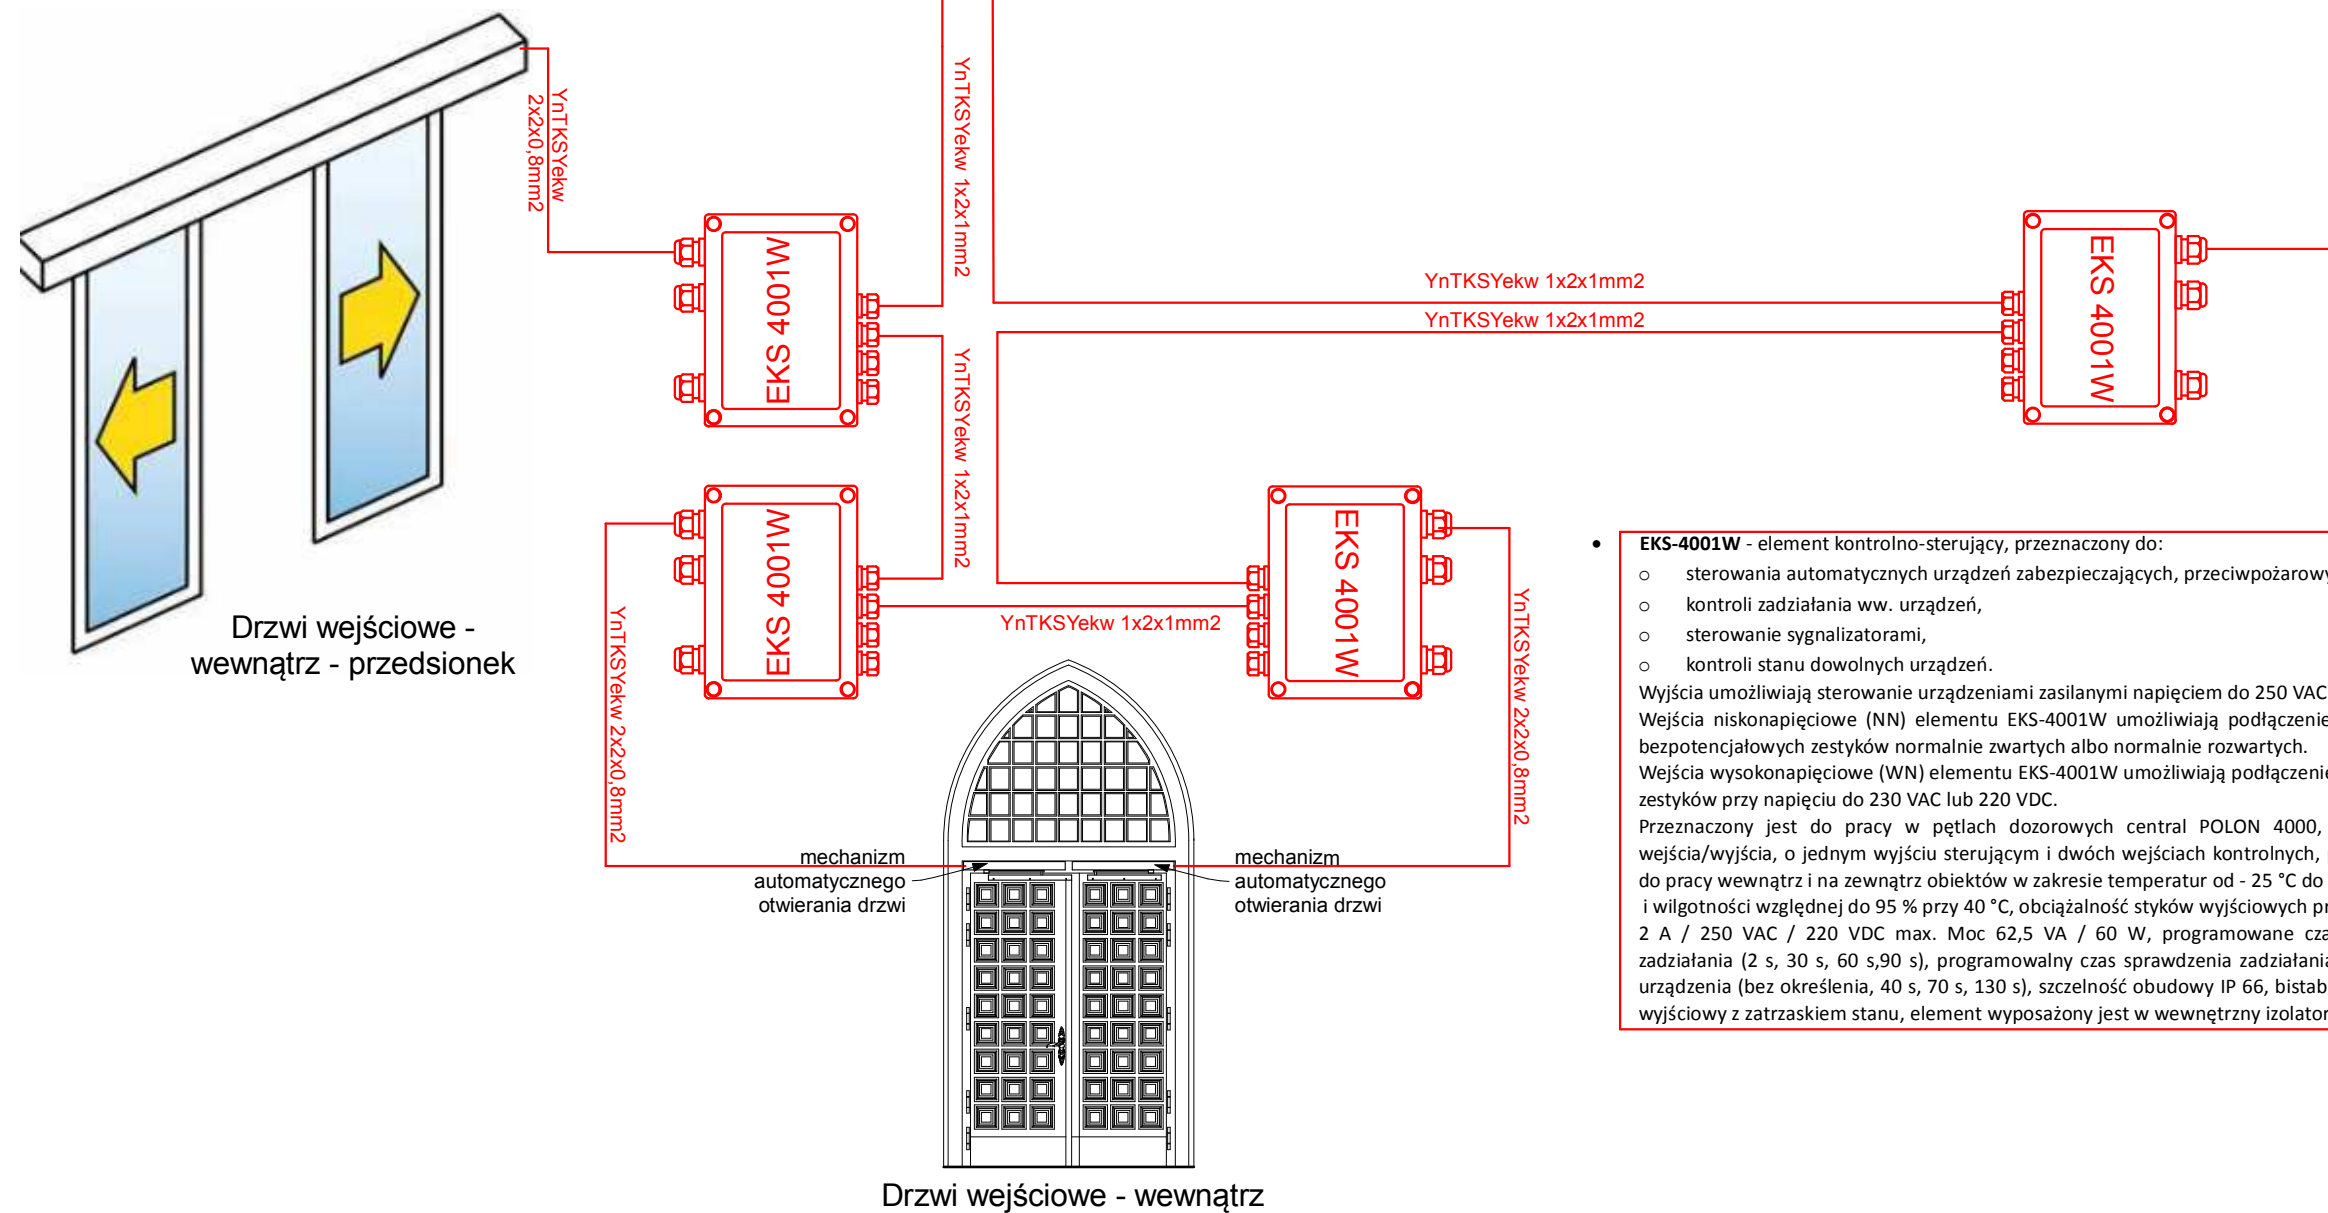 YnTKSYekw
2x2x0,8mm2
YnTKSYekw 1x2x1mm2
EKS 4001W
YnTKSYekw 1x2x1mm2
YnTKSYekw 1x2x1mm2
EKS 4001W
YnTKSYekw 1x2x1mm2
Drzwi wejściowe -
wewnątrz - przedsionek
EKS 4001W
YnTKSYekw 1x2x1mm2
EKS 4001W
YnTKSYekw 2x2x0,8mm2
YnTKSYekw 2x2x0,8mm2
mechanizm
automatycznego
otwierania drzwi
mechanizm
automatycznego
otwierania drzwi
Drzwi wejściowe - wewnątrz
• EKS-4001W - element kontrolno-sterujący, przeznaczony do:
o sterowania automatycznych urządzeń zabezpieczających,
o kontroli zadziałania ww. urządzeń,
o sterowanie sygnalizatorami,
o kontroli stanu dowolnych urządzeń.
Wyjścia umożliwiają sterowanie urządzeniami zasilanymi napięciem do 250 VAC
Wejścia niskonapięciowe (NN) elementu EKS-4001W umożliwiają podłączenie
bezpotencjałowych zestyków normalnie zwartych albo normalnie rozwartych.
Wejścia wysokonapięciowe (WN) elementu EKS-4001W umożliwiają podłączenie
zestyków przy napięciu do 230 VAC lub 220 VDC.
Przeznaczony jest do pracy w pętlach dozorowych central POLON 4000,
wejścia/wyjścia, o jednym wyjściu sterującym i dwóch wejściach kontrolnych,
do pracy wewnątrz i na zewnątrz obiektów w zakresie temperatur od - 25 °C do
i wilgotności względnej do 95 % przy 40 °C, obciążalność styków wyjściowych
2 A / 250 VAC / 220 VDC max. Moc 62,5 VA / 60 W, programowane
zadziałania (2 s, 30 s, 60 s,90 s), programowalny czas sprawdzenia zadziałania
urządzenia (bez określenia, 40 s, 70 s, 130 s), szczelność obudowy IP 66,
wyjściowy z zatrzaskiem stanu, element wyposażony jest w wewnętrzny izolator